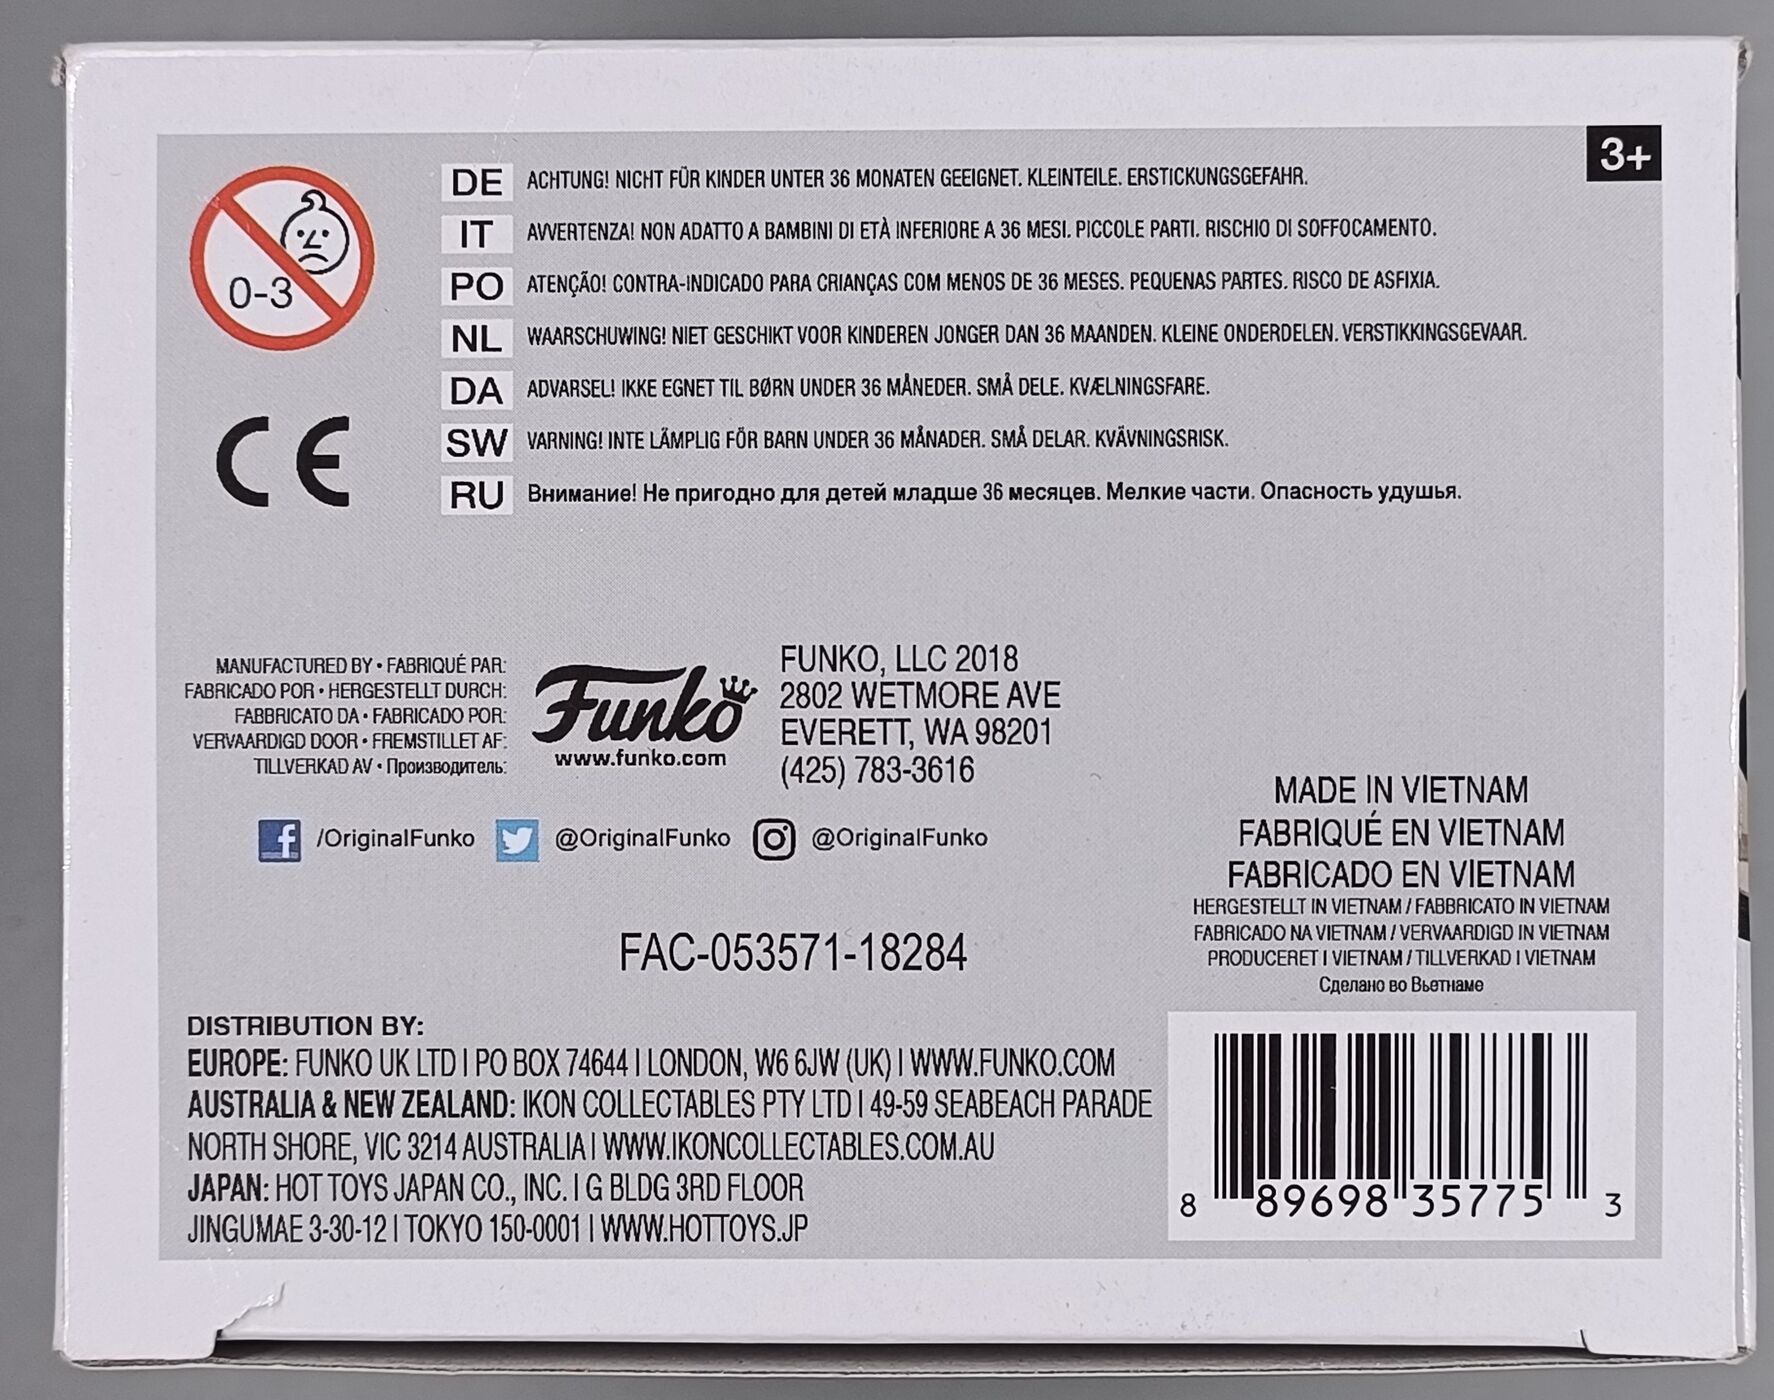 3+
0-3
DE ACHTUNG! NICHT FÜR KINDER UNTER 36 MONATEN GEEIGNET. KLEINTEILE. ERSTICKUNGSGEFAHR.
IT AVVERTENZA! NON ADATTO A BAMBINI DI ETÀ INFERIORE A 36 MESI. PICCOLE PARTI. RISCHIO DI SOFFOCAMENTO.
PO ATENÇÃO! CONTRA-INDICADO PARA CRIANÇAS COM MENOS DE 36 MESES. PEQUENAS PARTES. RISCO DE ASFIXIA.
NL WAARSCHUWING! NIET GESCHIKT VOOR KINDEREN JONGER DAN 36 MAANDEN. KLEINE ONDERDELEN. VERSTIKKINGSGEVAAR.
DA ADVARSEL! IKKE EGNET TIL BØRN UNDER 36 MÅNEDER. SMÅ DELE. KVÆLNINGSFARE.
SW VARNING! INTE LÄMPLIG FÖR BARN UNDER 36 MÅNADER. SMÅ DELAR. KVÄVNINGSRISK.
RU Внимание! Не пригодно для детей младше 36 месяцев. Мелкие части. Опасность удушья.
CE
MANUFACTURED BY • FABRIQUÉ PAR:
FABRICADO POR • HERGESTELLT DURCH:
FABBRICATO DA • FABRICADO POR:
VERVAARDIGD DOOR • FREMSTILLET AF:
TILLVERKAD AV • Производитель:
Funko
www.funko.com
FUNKO, LLC 2018
2802 WETMORE AVE
EVERETT, WA 98201
(425) 783-3616
f /OriginalFunko @OriginalFunko @OriginalFunko
MADE IN VIETNAM
FABRIQUÉ EN VIETNAM
FABRICADO EN VIETNAM
HERGESTELLT IN VIETNAM / FABBRICATO IN VIETNAM
FABRICADO NA VIETNAM / VERVAARDIGD IN VIETNAM
PRODUCERET I VIETNAM / TILLVERKAD I VIETNAM
Сделано во Вьетнаме
FAC-053571-18284
DISTRIBUTION BY:
EUROPE: FUNKO UK LTD | PO BOX 74644 | LONDON, W6 6JW (UK) | WWW.FUNKO.COM
AUSTRALIA & NEW ZEALAND: IKON COLLECTABLES PTY LTD | 49-59 SEABEACH PARADE
NORTH SHORE, VIC 3214 AUSTRALIA | WWW.IKONCOLLECTABLES.COM.AU
JAPAN: HOT TOYS JAPAN CO., INC. | G BLDG 3RD FLOOR
JINGUMAE 3-30-12 | TOKYO 150-0001 | WWW.HOTTOYS.JP
8 89698 35775 3